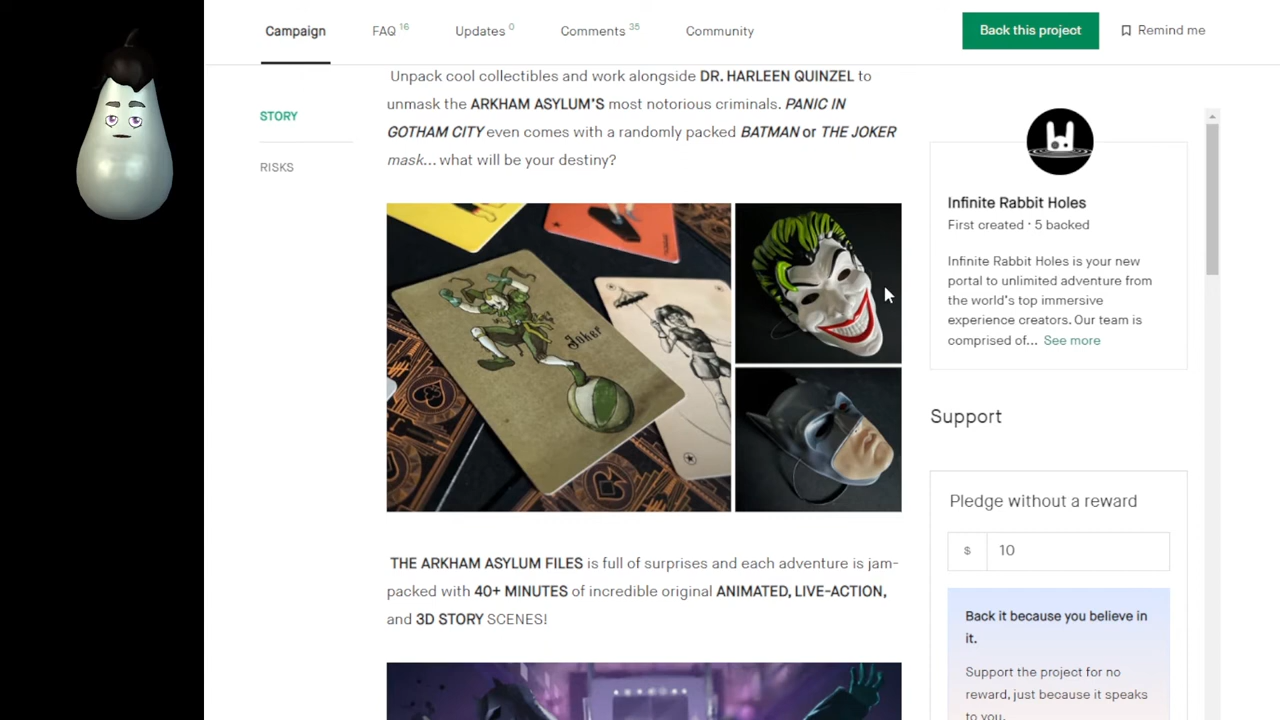 Campaign
FAQ 16
Updates 0
Comments 35
Community
Back this project
Remind me
STORY
RISKS
Unpack cool collectibles and work alongside DR. HARLEEN QUINZEL to
unmask the ARKHAM ASYLUM'S most notorious criminals. PANIC IN
GOTHAM CITY even comes with a randomly packed BATMAN or THE JOKER
mask... what will be your destiny?
Joker
THE ARKHAM ASYLUM FILES is full of surprises and each adventure is jam-
packed with 40+ MINUTES of incredible original ANIMATED, LIVE-ACTION,
and 3D STORY SCENES!
Infinite Rabbit Holes
First created · 5 backed
Infinite Rabbit Holes is your new
portal to unlimited adventure from
the world's top immersive
experience creators. Our team is
comprised of... See more
Support
Pledge without a reward
$ 10
Back it because you believe in
it.
Support the project for no
reward, just because it speaks
to you.